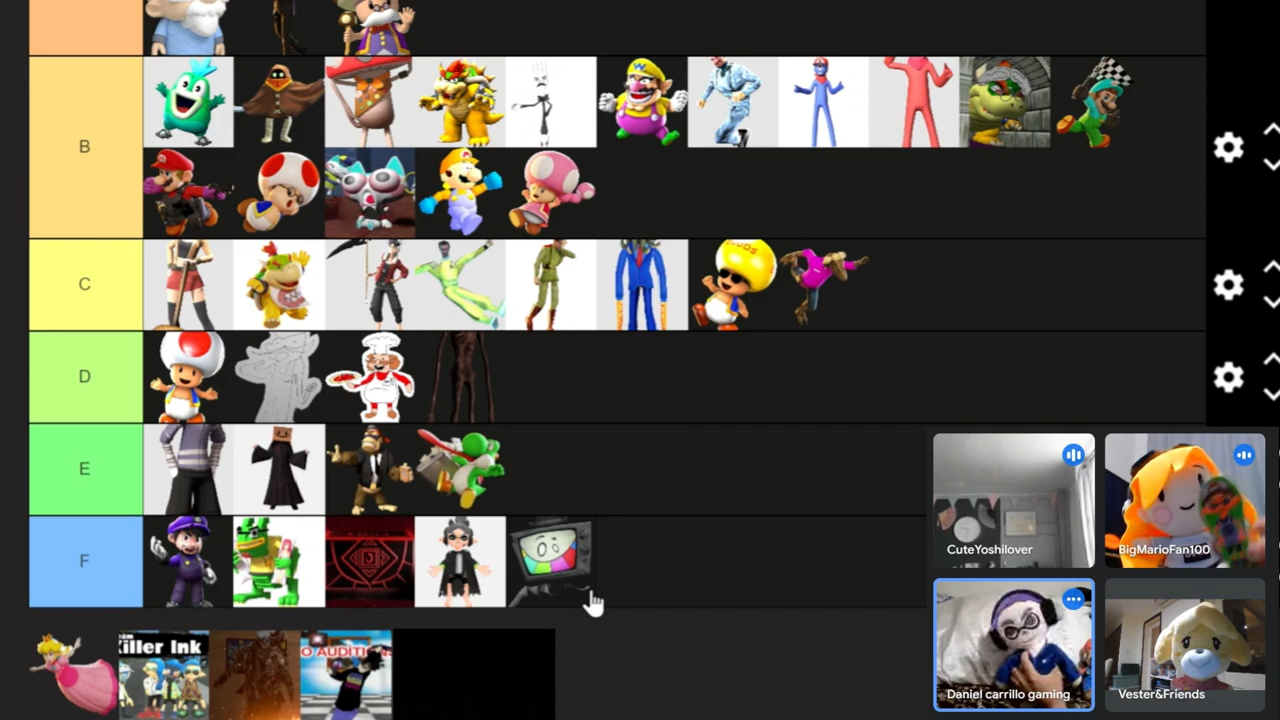 B
W
C
D
E
F
Killer Ink
O AUDITI
CuteYoshilover
BigMarioFan100
Daniel carrillo gaming
Vester&Friends